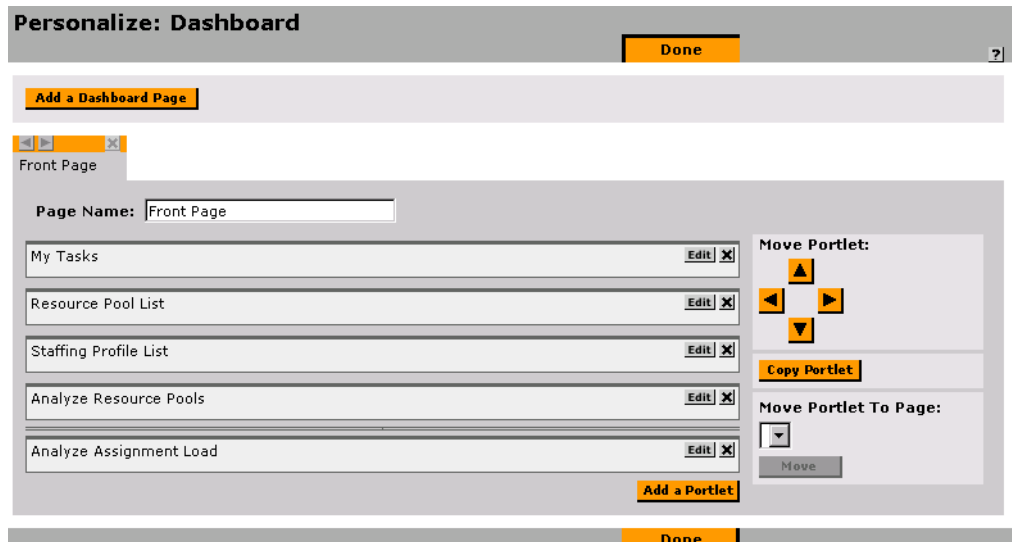 Personalize: Dashboard
Done
?
Add a Dashboard Page
Front Page
Page Name: Front Page
My Tasks Edit X
Resource Pool List Edit X
Staffing Profile List Edit X
Analyze Resource Pools Edit X
Analyze Assignment Load Edit X
Add a Portlet
Move Portlet:
Copy Portlet
Move Portlet To Page:
Move
Done